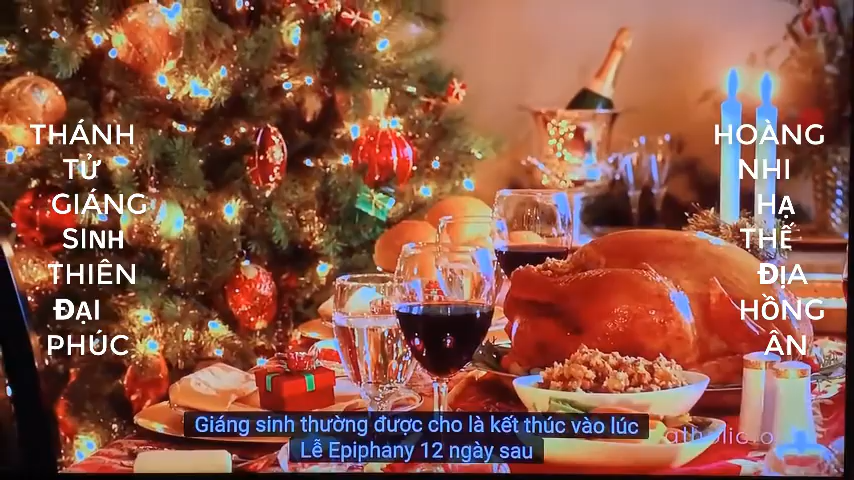 THÁNH
TỬ
GIÁNG
SINH
THIÊN
ĐẠI
PHÚC
HOÀNG
NHI
HẠ
THẾ
ĐỊA
HỒNG
ÂN
Giáng sinh thường được cho là kết thúc vào lúc
Lễ Epiphany 12 ngày sau